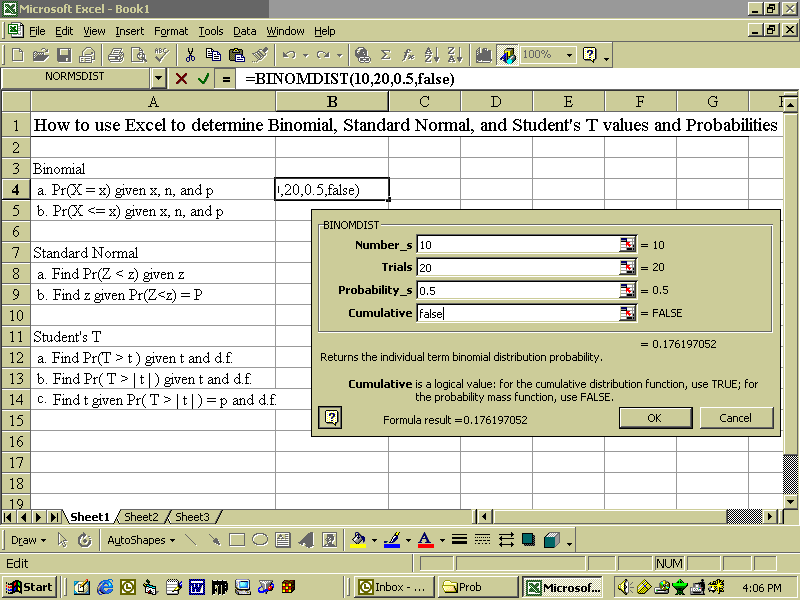 Microsoft Excel - Book1
File Edit View Insert Format Tools Data Window Help
100%
NORMSDIST
=BINOMDIST(10,20,0.5,false)
A B C D E F G
1 How to use Excel to determine Binomial, Standard Normal, and Student's T values and Probabilities
2
3 Binomial
4 a. Pr(X = x) given x, n, and p ,20,0.5,false)
5 b. Pr(X <= x) given x, n, and p
6
7 Standard Normal
8 a. Find Pr(Z < z) given z
9 b. Find z given Pr(Z<z) = P
10
11 Student's T
12 a. Find Pr(T > t ) given t and d.f.
13 b. Find Pr( T > | t | ) given t and d.f.
14 c. Find t given Pr( T > | t | ) = p and d.f.
15
16
17
18
19
BINOMDIST
Number_s 10 = 10
Trials 20 = 20
Probability_s 0.5 = 0.5
Cumulative false = FALSE
= 0.176197052
Returns the individual term binomial distribution probability.
Cumulative is a logical value: for the cumulative distribution function, use TRUE; for
the probability mass function, use FALSE.
Formula result =0.176197052
OK Cancel
Sheet1 Sheet2 Sheet3
Draw AutoShapes
Edit NUM
Start Inbox - ... Prob Microsof... 4:06 PM